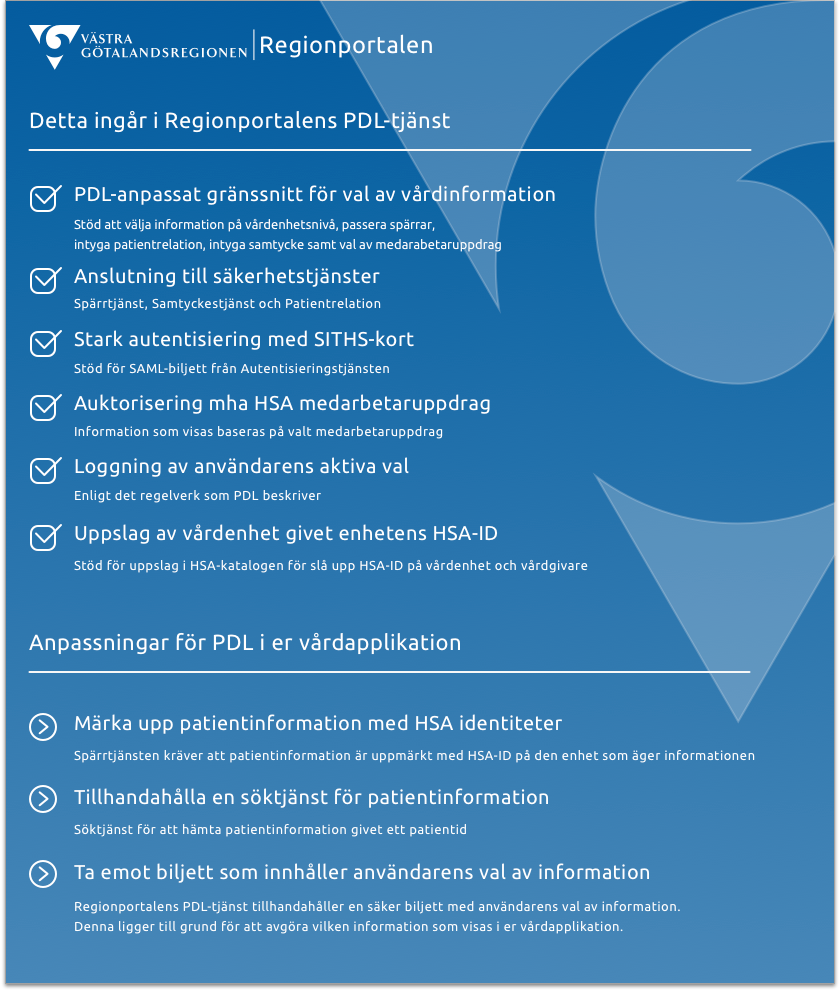 VÄSTRA
GÖTALANDSREGIONEN
Regionportalen
Detta ingår i Regionportalens PDL-tjänst
PDL-anpassat gränssnitt för val av vårdinformation
Stöd att välja information på vårdenhetsnivå, passera spärrar,
intyga patientrelation, intyga samtycke samt val av medarabetaruppdrag
Anslutning till säkerhetstjänster
Spärrtjänst, Samtyckestjänst och Patientrelation
Stark autentisiering med SITHS-kort
Stöd för SAML-biljett från Autentisieringstjänsten
Auktorisering mha HSA medarbetaruppdrag
Information som visas baseras på valt medarbetaruppdrag
Loggning av användarens aktiva val
Enligt det regelverk som PDL beskriver
Uppslag av vårdenhet givet enhetens HSA-ID
Stöd för uppslag i HSA-katalogen för slå upp HSA-ID på vårdenhet och vårdgivare
Anpassningar för PDL i er vårdapplikation
Märka upp patientinformation med HSA identiteter
Spärrtjänsten kräver att patientinformation är uppmärkt med HSA-ID på den enhet som äger informationen
Tillhandahålla en söktjänst för patientinformation
Söktjänst för att hämta patientinformation givet ett patientid
Ta emot biljett som innhåller användarens val av information
Regionportalens PDL-tjänst tillhandahåller en säker biljett med användarens val av information.
Denna ligger till grund för att avgöra vilken information som visas i er vårdapplikation.